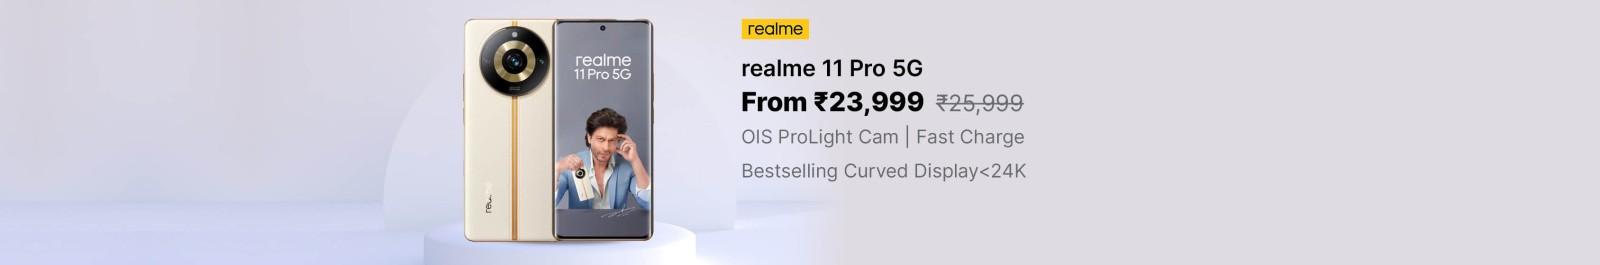 realme
11 Pro 5G
realme
realme
realme 11 Pro 5G
From ₹23,999 ₹25,999
OIS ProLight Cam | Fast Charge
Bestselling Curved Display<24K